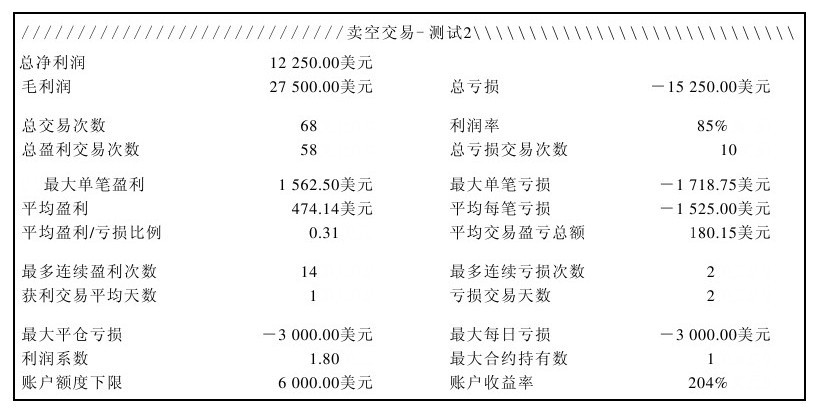 ////////////////////////////卖空交易-测试2\\\\\\\\\\\\\\\\\\\\\\\\\\\\
总净利润 12 250.00美元
毛利润 27 500.00美元 总亏损 －15 250.00美元
总交易次数 68 利润率 85%
总盈利交易次数 58 总亏损交易次数 10
最大单笔盈利 1 562.50美元 最大单笔亏损 －1 718.75美元
平均盈利 474.14美元 平均每笔亏损 －1 525.00美元
平均盈利/亏损比例 0.31 平均交易盈亏总额 180.15美元
最多连续盈利次数 14 最多连续亏损次数 2
获利交易平均天数 1 亏损交易天数 2
最大平仓亏损 －3 000.00美元 最大每日亏损 －3 000.00美元
利润系数 1.80 最大合约持有数 1
账户额度下限 6 000.00美元 账户收益率 204%